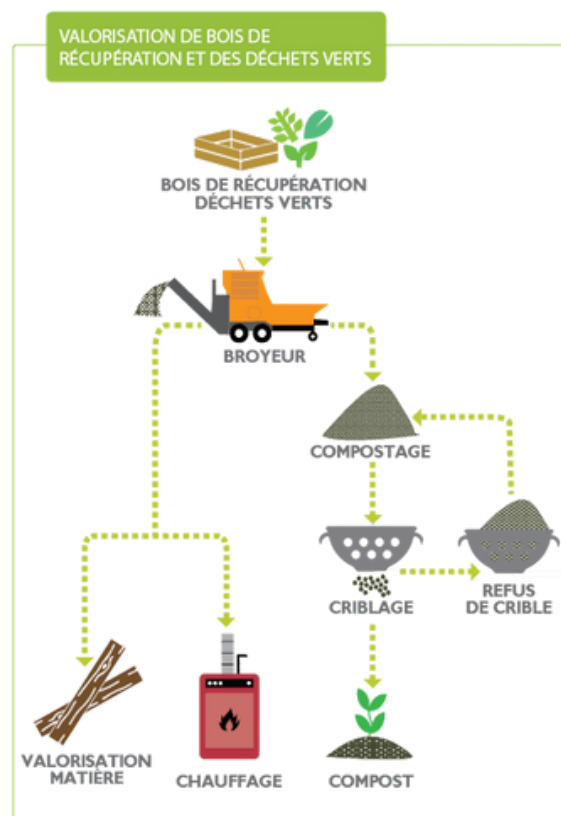 VALORISATION DE BOIS DE
RÉCUPÉRATION ET DES DÉCHETS VERTS
BOIS DE RÉCUPÉRATION
DÉCHETS VERTS
BROYEUR
COMPOSTAGE
CRIBLAGE
REFUS
DE CRIBLE
VALORISATION
MATIÈRE
CHAUFFAGE
COMPOST